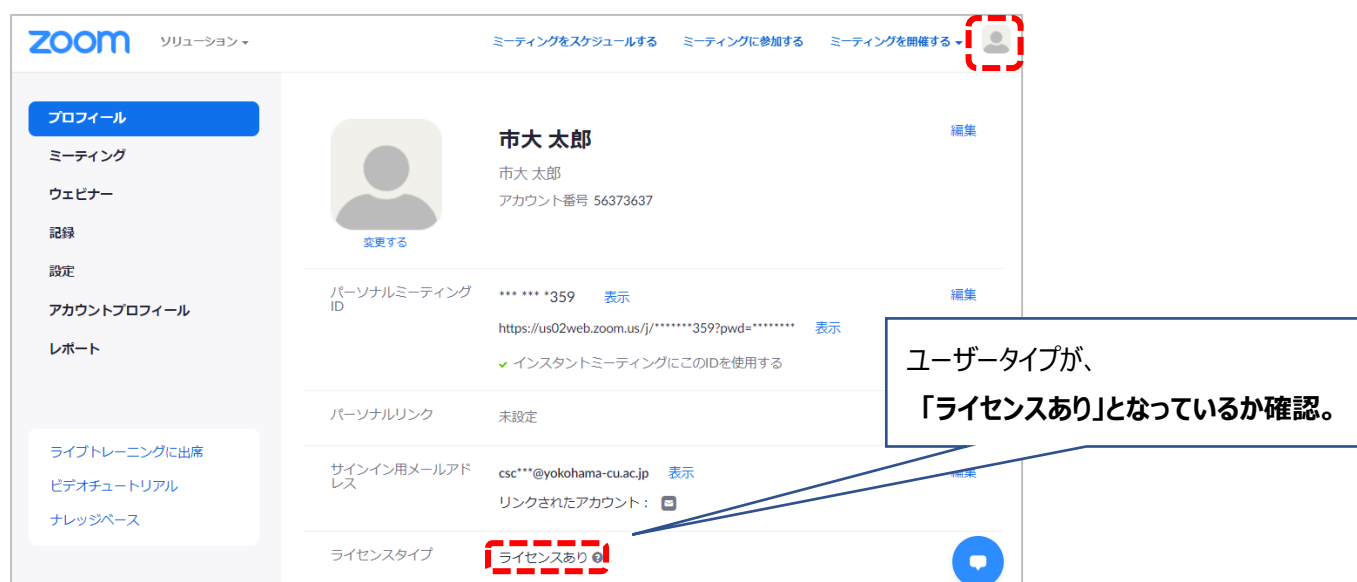 zoom ソリューション ミーティングをスケジュールする ミーティングに参加する ミーティングを開催する
プロフィール
ミーティング
ウェビナー
記録
設定
アカウントプロフィール
レポート
ライブトレーニングに出席
ビデオチュートリアル
ナレッジベース
市大 太郎 編集
市大 太郎
アカウント番号 56373637
変更する
パーソナルミーティング
ID
*** *** *359 表示 編集
https://us02web.zoom.us/j/*******359?pwd=******** 表示
インスタントミーティングにこのIDを使用する
パーソナルリンク 未設定
サインイン用メールアド
レス
csc***@yokohama-cu.ac.jp 表示 編集
リンクされたアカウント：
ライセンスタイプ ライセンスあり ?
ユーザータイプが、
「ライセンスあり」となっているか確認。